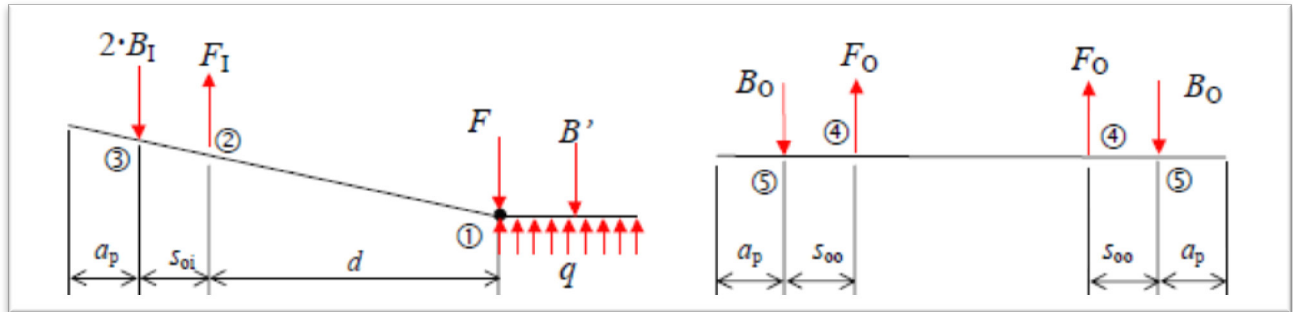 2·B_I F_I
F B'
③ ② ①
a_p s_oi d q
B_O F_O F_O B_O
⑤ ④ ④ ⑤
a_p s_oo s_oo a_p